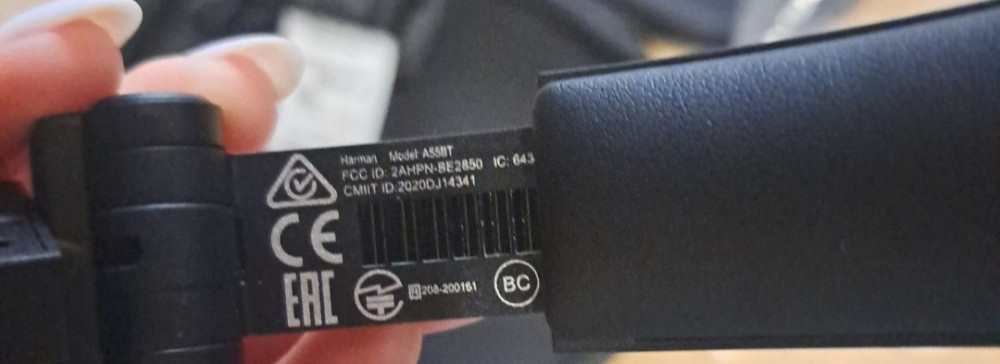 Harman Model A55BT
FCC ID: 2AHPN-BE2850 IC: 643
CMIIT ID:2020DJ14341
CE
EAC
R 208-200161
BC